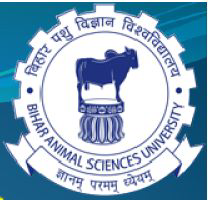 बिहार पशु विज्ञान विश्वविद्यालय
BIHAR ANIMAL SCIENCES UNIVERSITY
ज्ञानम् परमम् ध्येयम्